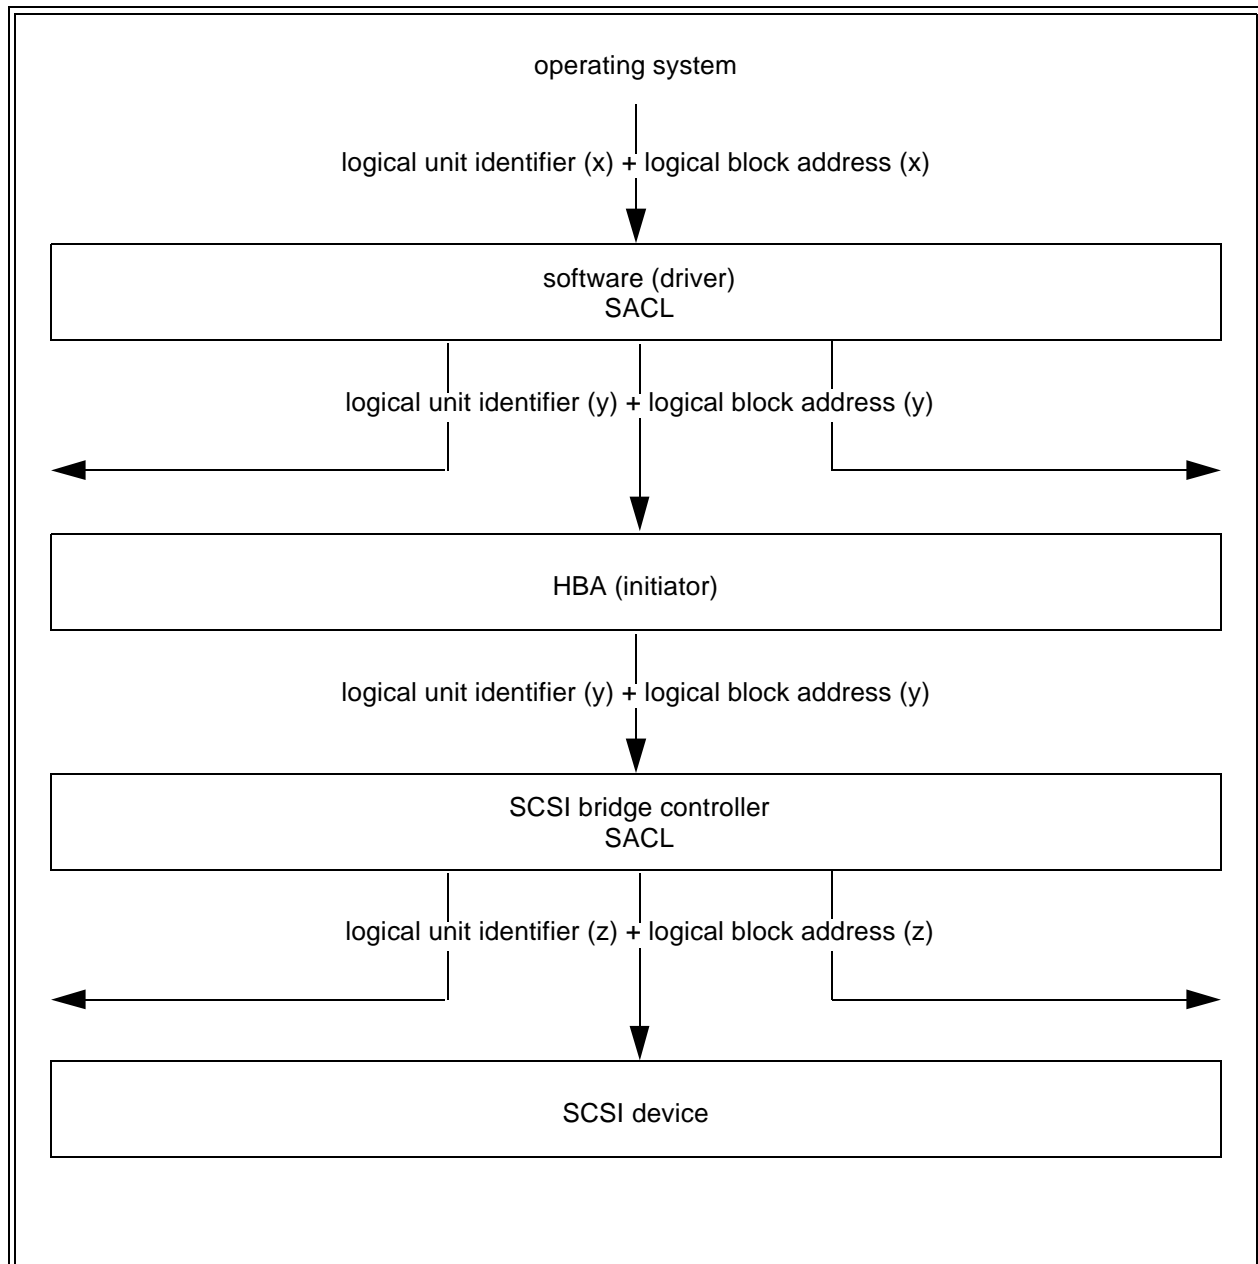 operating system
logical unit identifier (x) + logical block address (x)
software (driver)
SACL
logical unit identifier (y) + logical block address (y)
HBA (initiator)
logical unit identifier (y) + logical block address (y)
SCSI bridge controller
SACL
logical unit identifier (z) + logical block address (z)
SCSI device